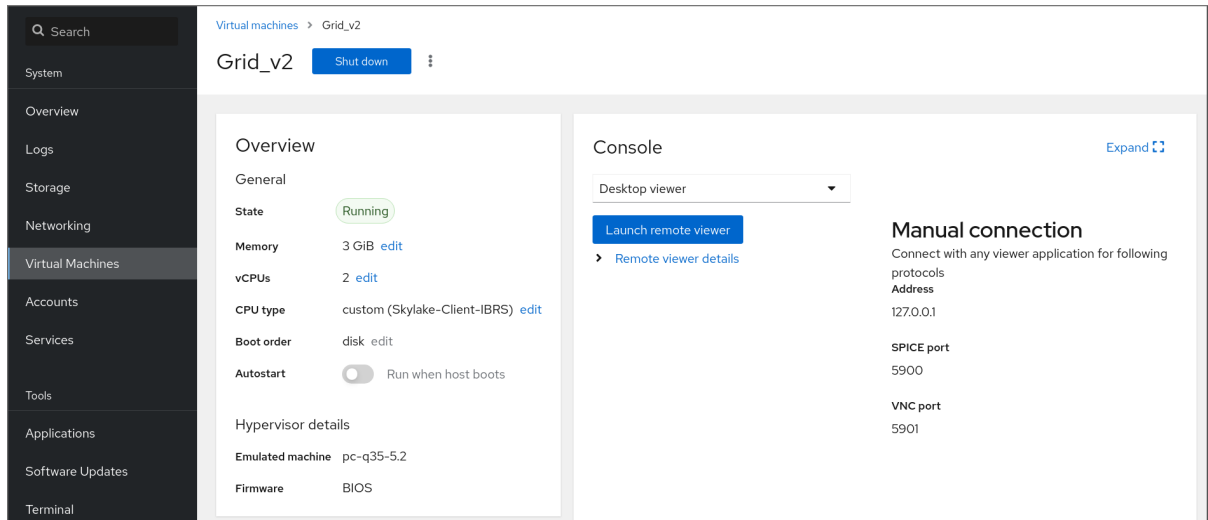 Search
System
Overview
Logs
Storage
Networking
Virtual Machines
Accounts
Services
Tools
Applications
Software Updates
Terminal
Virtual machines > Grid_v2
Grid_v2 Shut down
Overview
General
State Running
Memory 3 GiB edit
vCPUs 2 edit
CPU type custom (Skylake-Client-IBRS) edit
Boot order disk edit
Autostart Run when host boots
Hypervisor details
Emulated machine pc-q35-5.2
Firmware BIOS
Console Expand
Desktop viewer
Launch remote viewer
Remote viewer details
Manual connection
Connect with any viewer application for following
protocols
Address
127.0.0.1
SPICE port
5900
VNC port
5901